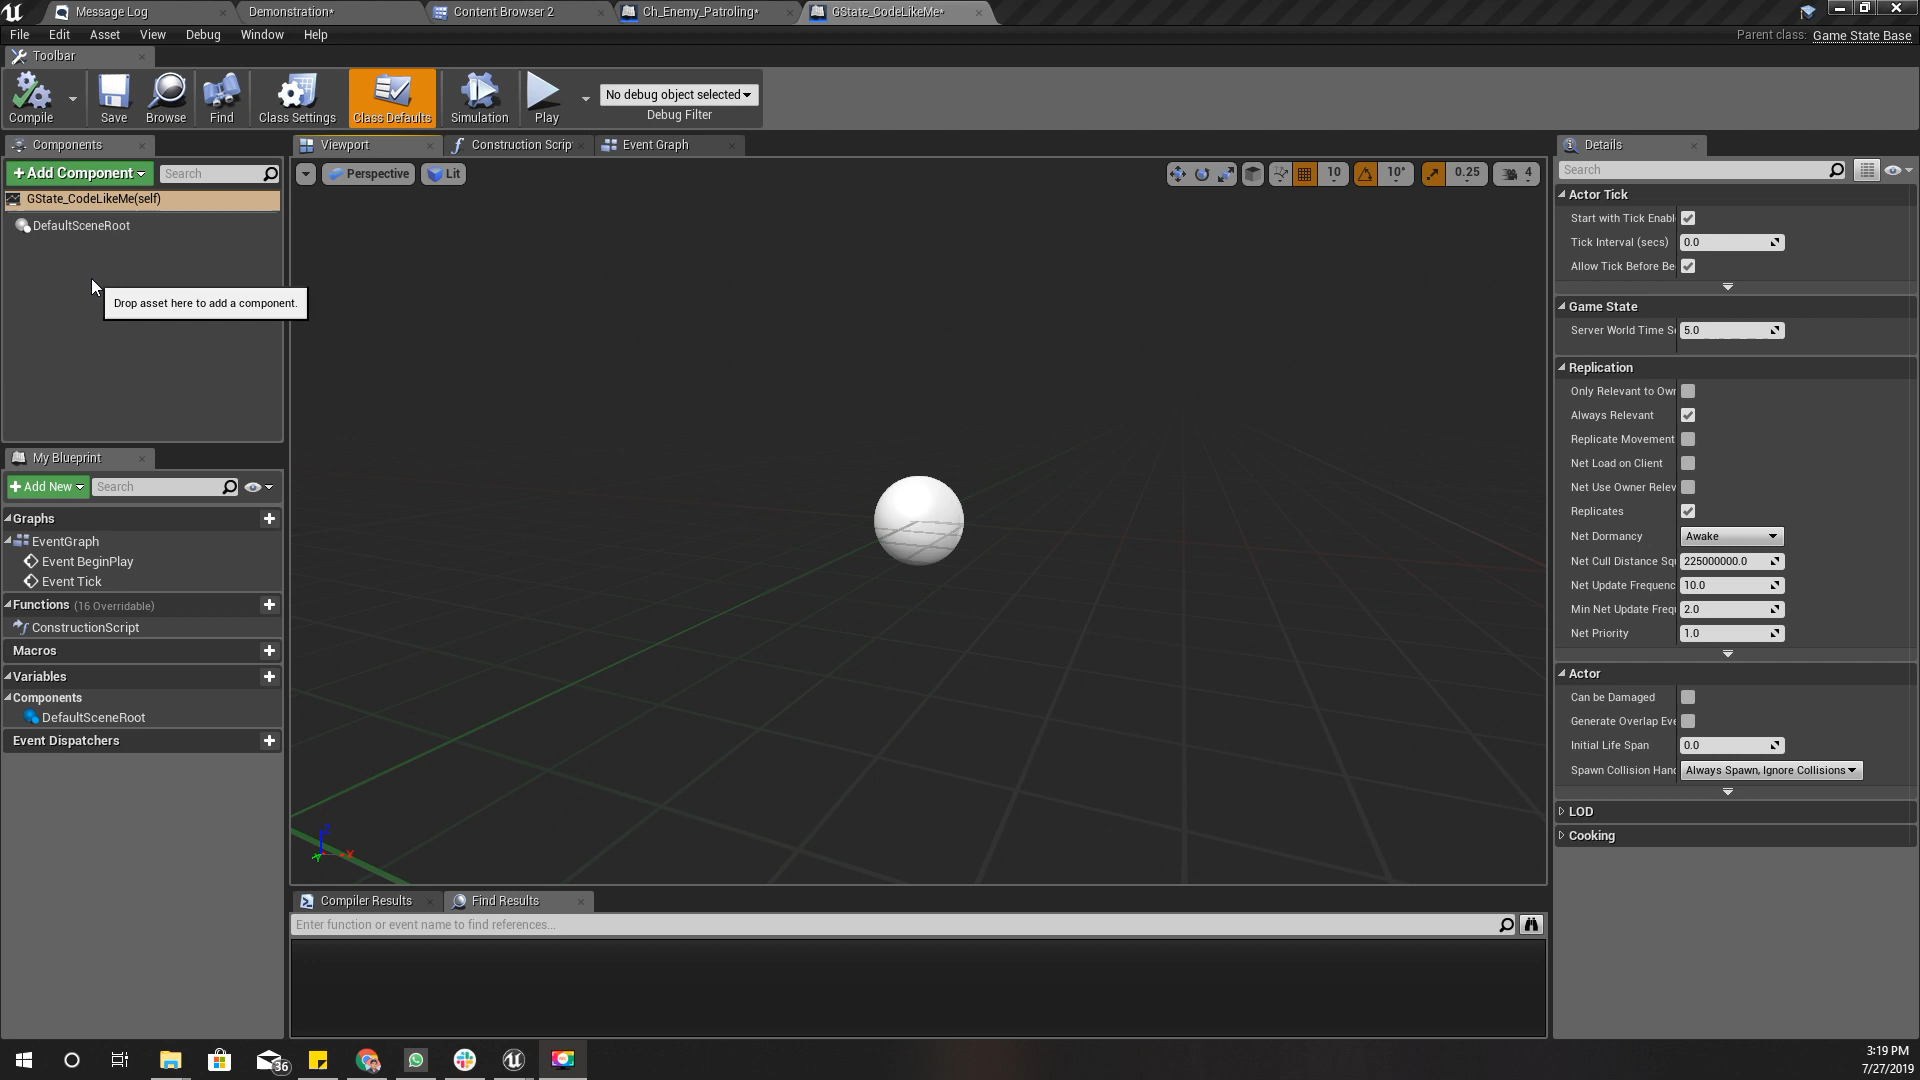 Message Log
Demonstration*
Content Browser 2
Ch_Enemy_Patroling*
GState_CodeLikeMe*
File Edit Asset View Debug Window Help
Parent class: Game State Base
Toolbar
Compile
Save
Browse
Find
Class Settings
Class Defaults
Simulation
Play
No debug object selected
Debug Filter
Components
+Add Component
Search
GState_CodeLikeMe(self)
DefaultSceneRoot
Drop asset here to add a component.
My Blueprint
+Add New
Search
Graphs
EventGraph
Event BeginPlay
Event Tick
Functions (16 Overridable)
ConstructionScript
Macros
Variables
Components
DefaultSceneRoot
Event Dispatchers
Viewport
Construction Scrip
Event Graph
Perspective
Lit
10
10°
0.25
4
Z
X
Y
Compiler Results
Find Results
Enter function or event name to find references...
Details
Search
Actor Tick
Start with Tick Enabl
Tick Interval (secs) 0.0
Allow Tick Before Be
Game State
Server World Time S 5.0
Replication
Only Relevant to Owr
Always Relevant
Replicate Movement
Net Load on Client
Net Use Owner Relev
Replicates
Net Dormancy Awake
Net Cull Distance Squ 225000000.0
Net Update Frequenc 10.0
Min Net Update Freq 2.0
Net Priority 1.0
Actor
Can be Damaged
Generate Overlap Eve
Initial Life Span 0.0
Spawn Collision Hand Always Spawn, Ignore Collisions
LOD
Cooking
36
3:19 PM
7/27/2019